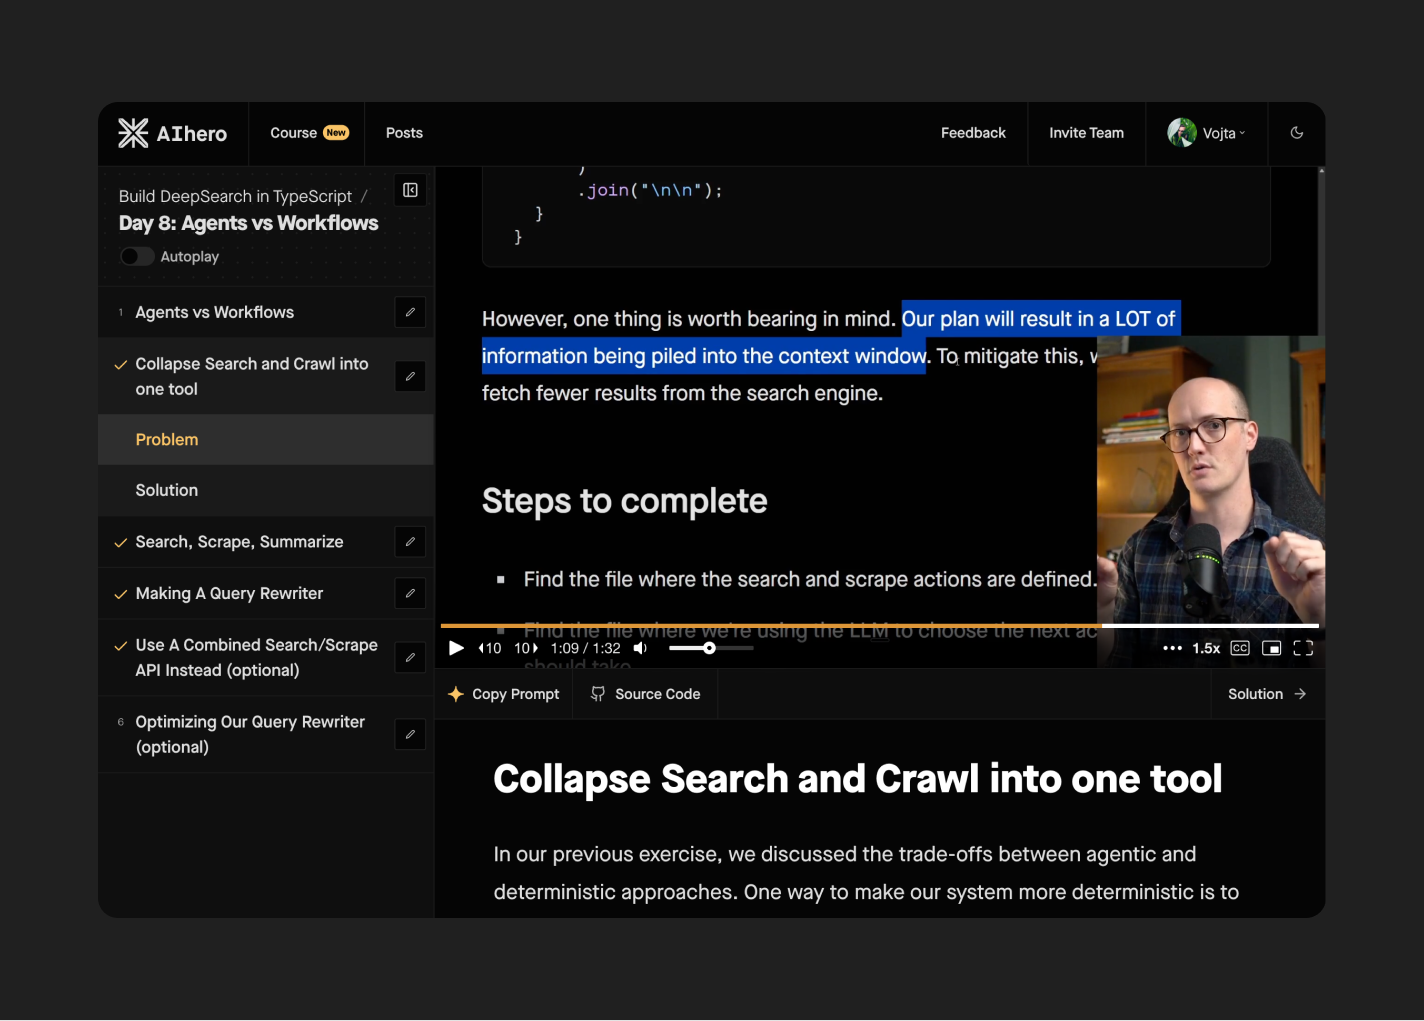 AIhero
Course New
Posts
Feedback
Invite Team
Vojta
Build DeepSearch in TypeScript /
Day 8: Agents vs Workflows
Autoplay
1 Agents vs Workflows
Collapse Search and Crawl into
one tool
Problem
Solution
Search, Scrape, Summarize
Making A Query Rewriter
Use A Combined Search/Scrape
API Instead (optional)
6 Optimizing Our Query Rewriter
(optional)
)
.join("\n\n");
}
}
However, one thing is worth bearing in mind. Our plan will result in a LOT of
information being piled into the context window. To mitigate this, w
fetch fewer results from the search engine.
Steps to complete
Find the file where the search and scrape actions are defined.
Find the file where we're using the LLM to choose the next ac
should take
10 10 1:09 / 1:32
1.5x CC
Copy Prompt
Source Code
Solution
Collapse Search and Crawl into one tool
In our previous exercise, we discussed the trade-offs between agentic and
deterministic approaches. One way to make our system more deterministic is to